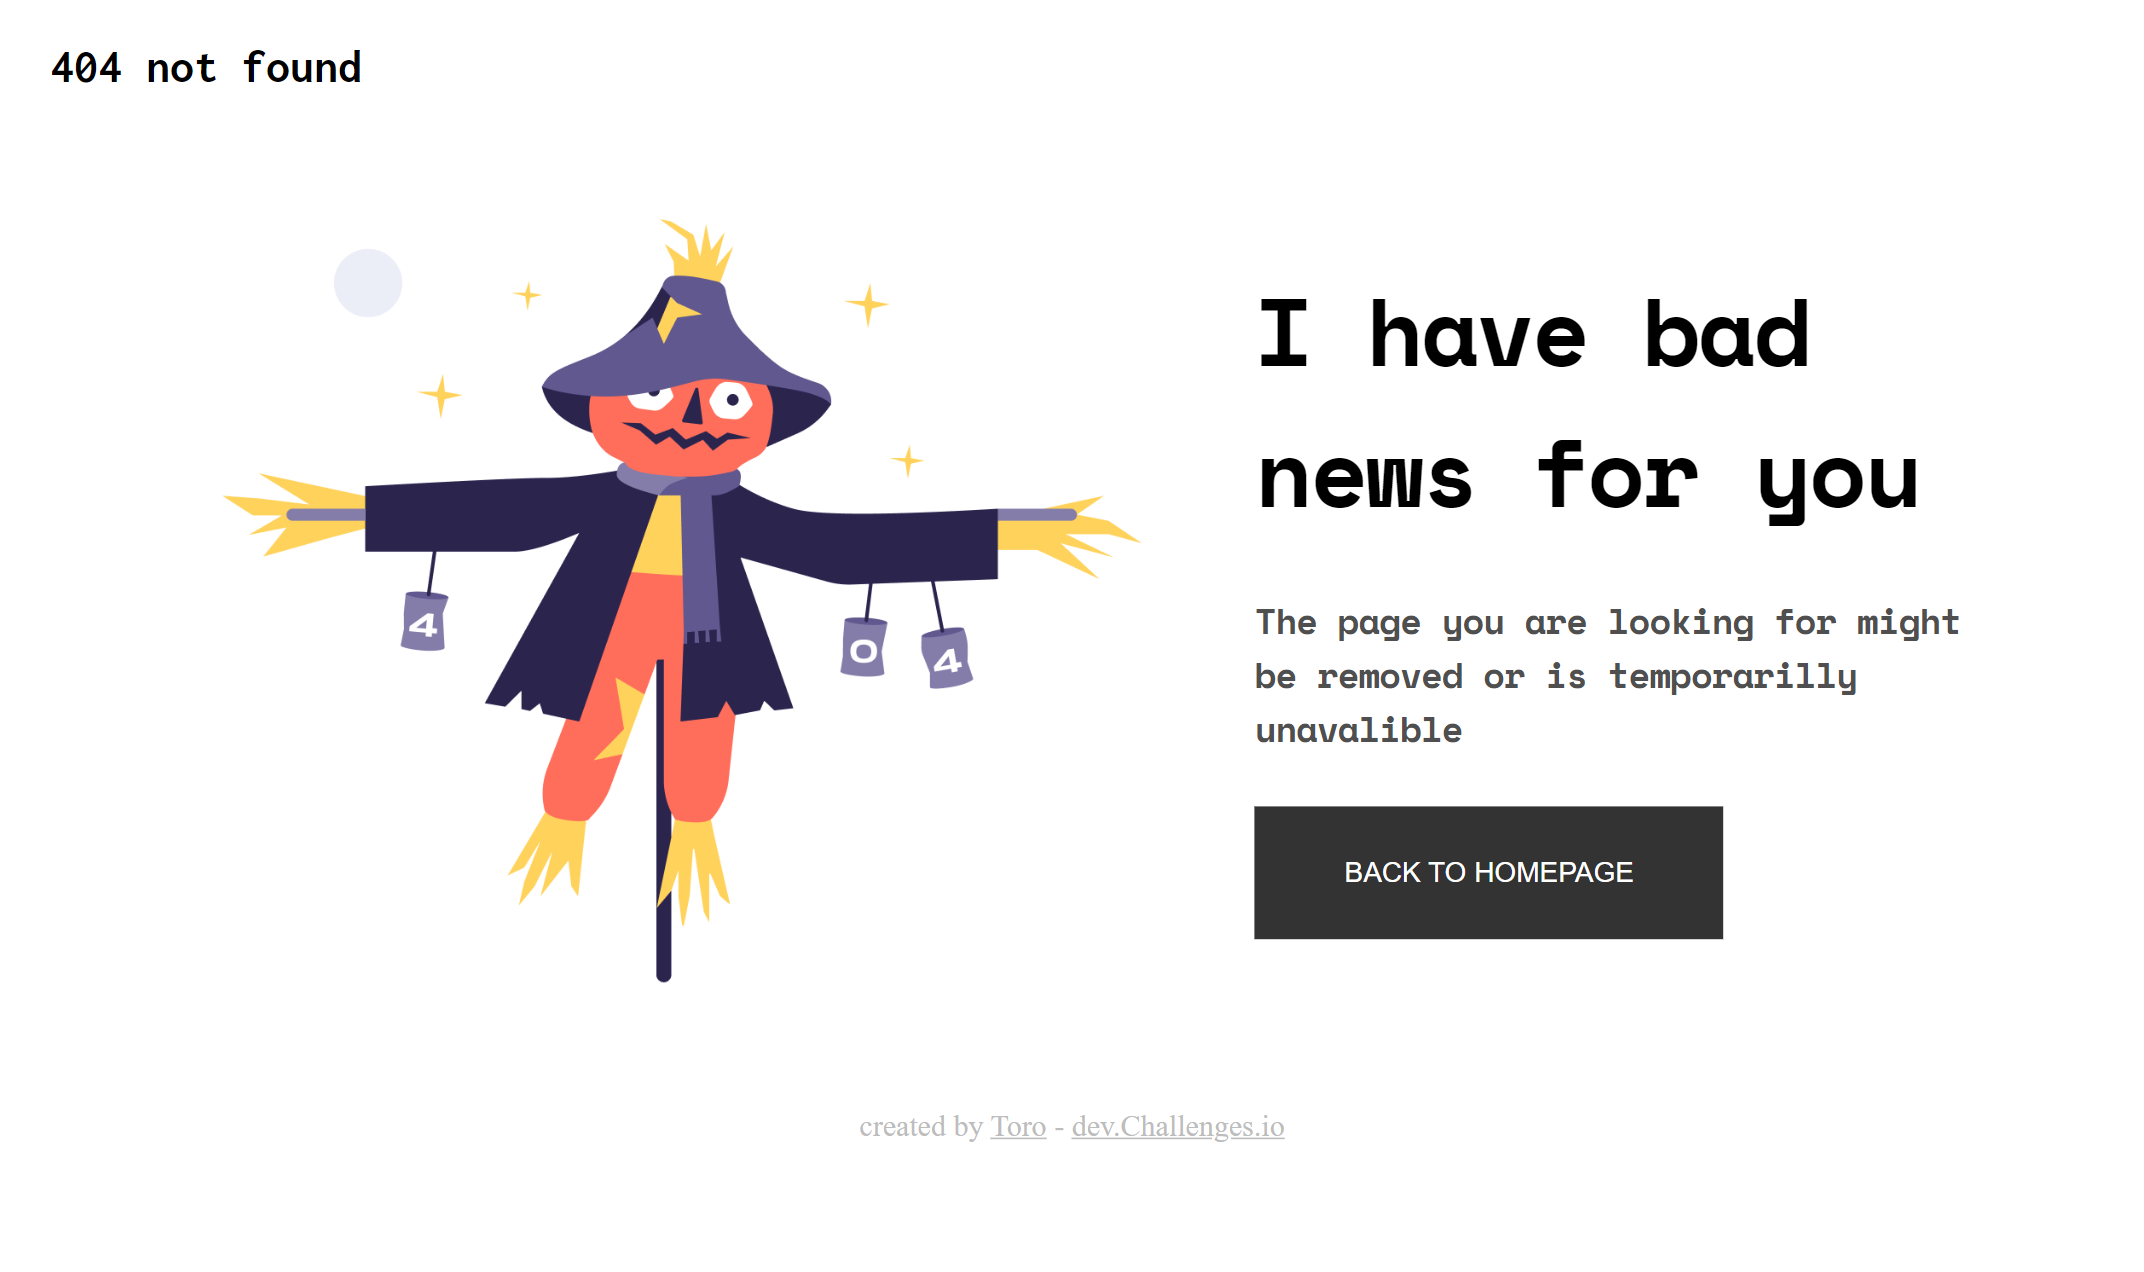 404 not found
I have bad
news for you
4
0
4
The page you are looking for might
be removed or is temporarilly
unavalible
BACK TO HOMEPAGE
created by Toro - dev.Challenges.io